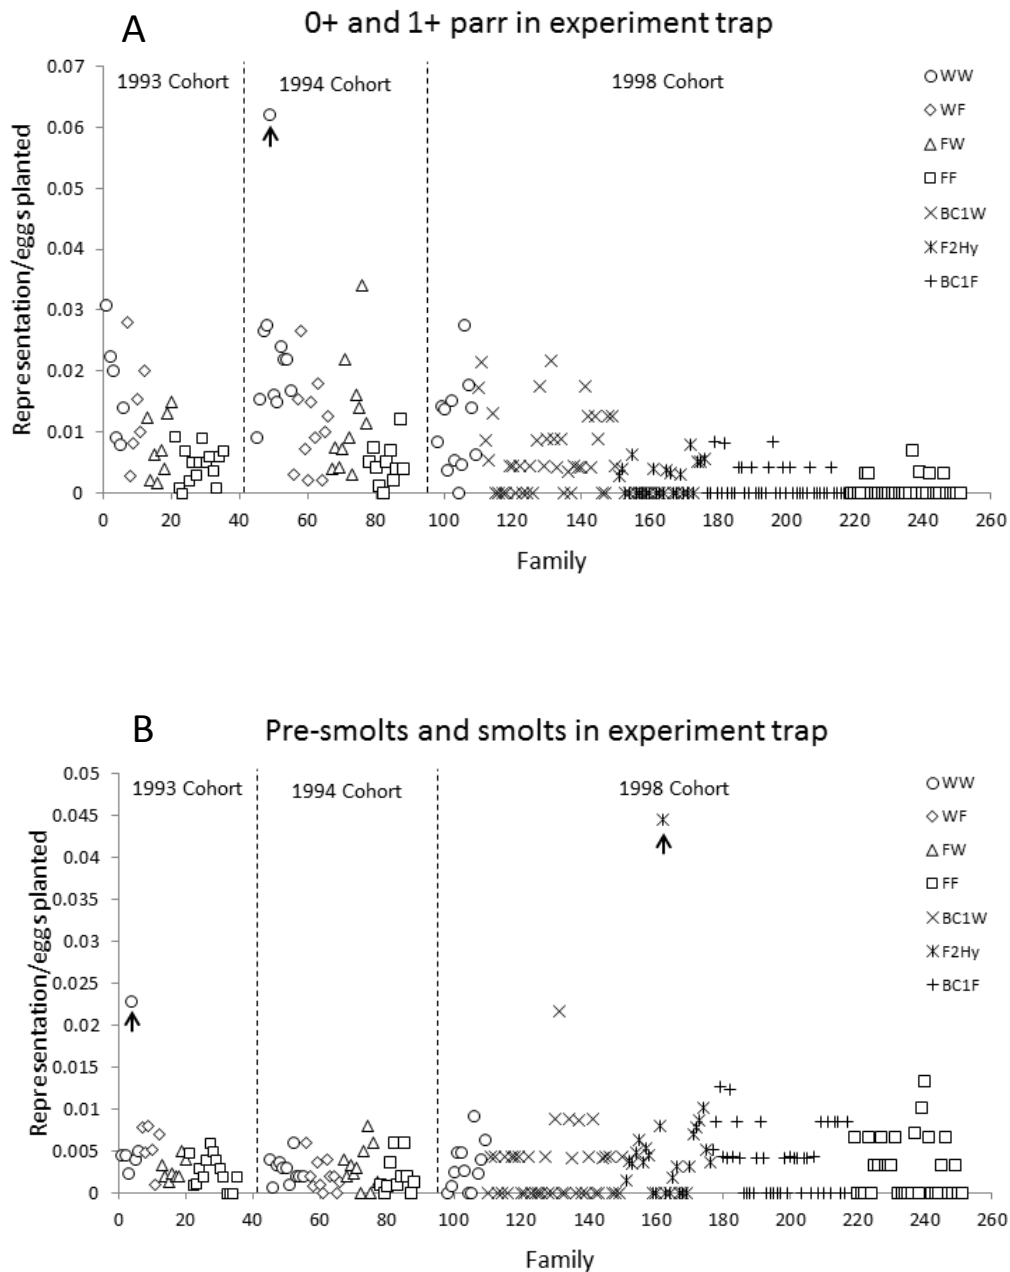 A
0+ and 1+ parr in experiment trap
Representation/eggs planted
0.07
0.06
0.05
0.04
0.03
0.02
0.01
0
1993 Cohort
1994 Cohort
1998 Cohort
WW
WF
FW
FF
BC1W
F2Hy
BC1F
0 20 40 60 80 100 120 140 160 180 200 220 240 260
Family
B
Pre-smolts and smolts in experiment trap
Representation/eggs planted
0.05
0.045
0.04
0.035
0.03
0.025
0.02
0.015
0.01
0.005
0
1993 Cohort
1994 Cohort
1998 Cohort
WW
WF
FW
FF
BC1W
F2Hy
BC1F
0 20 40 60 80 100 120 140 160 180 200 220 240 260
Family